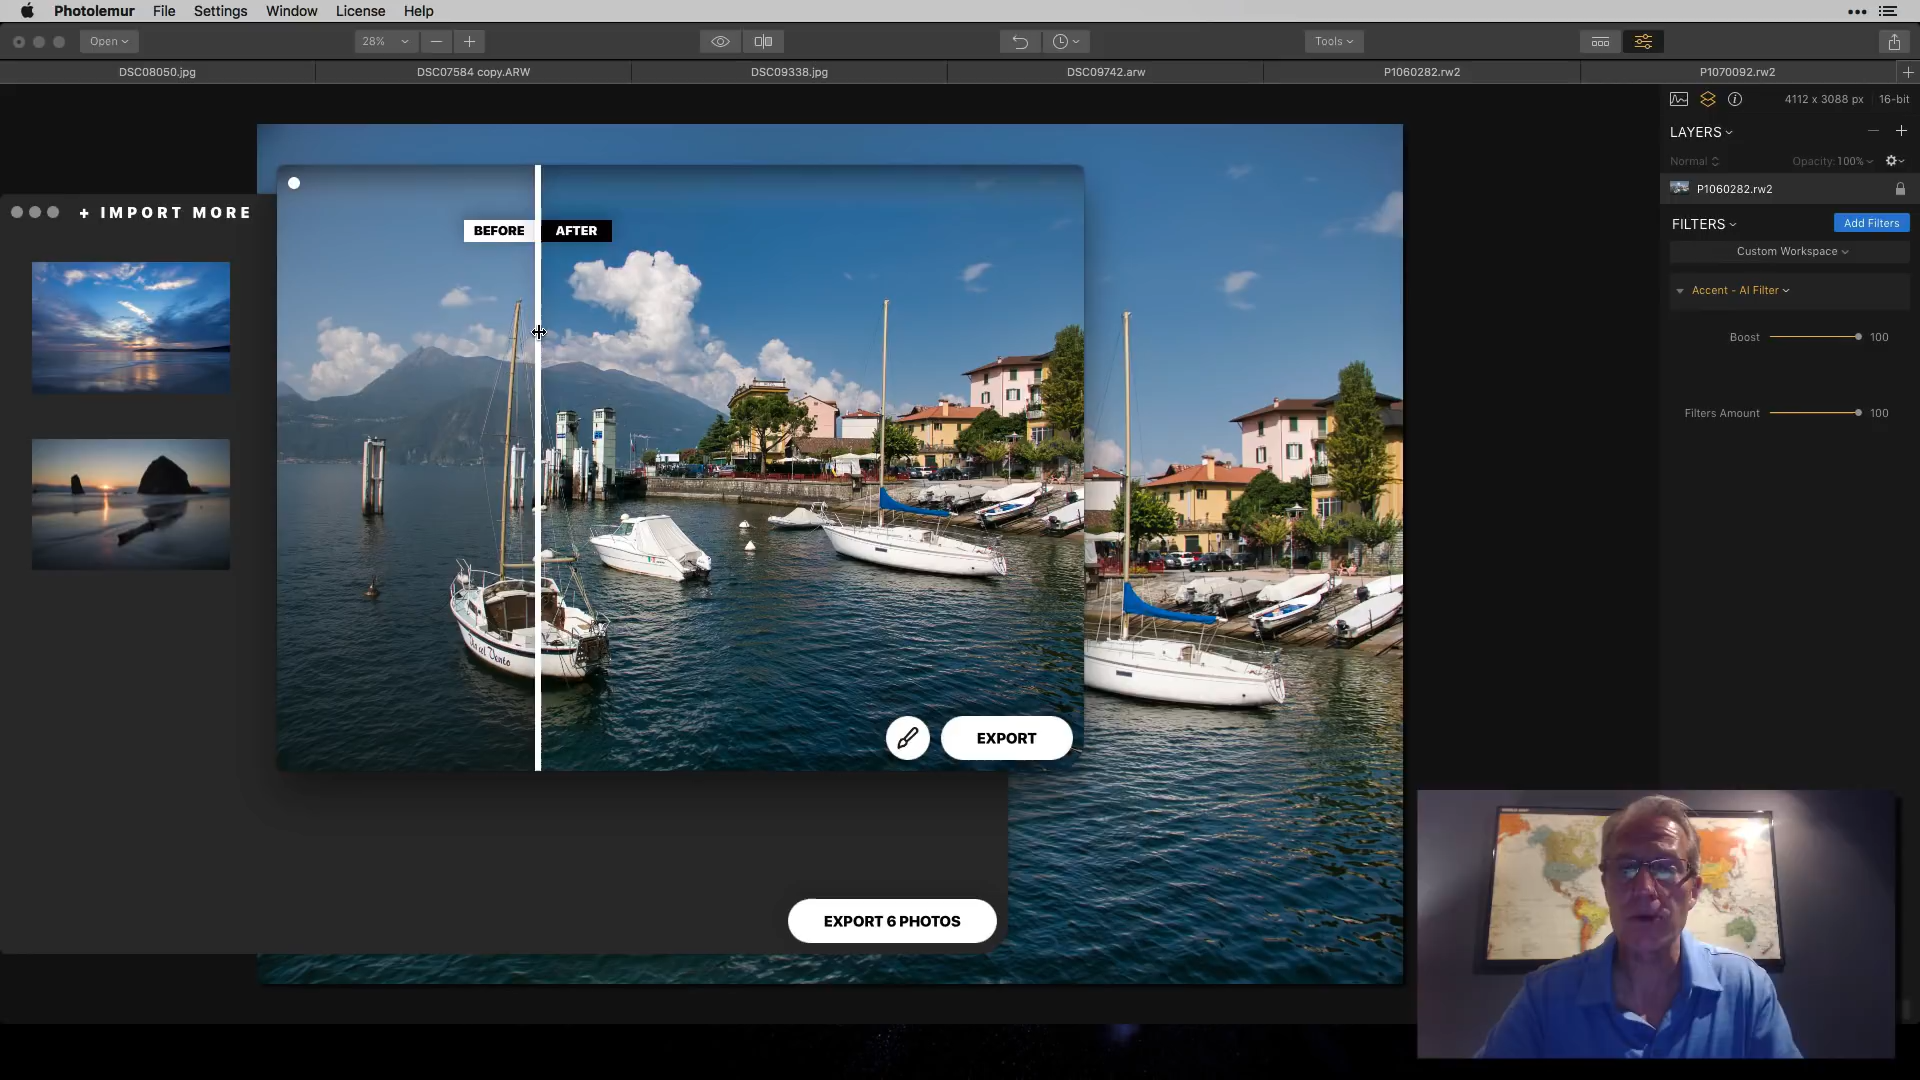 Photolemur File Settings Window License Help
Open 28% Tools
DSC08050.jpg DSC07584 copy.ARW DSC09338.jpg DSC09742.arw P1060282.rw2 P1070092.rw2
4112 x 3088 px 16-bit
LAYERS
Normal Opacity: 100%
P1060282.rw2
FILTERS Add Filters
Custom Workspace
Accent - AI Filter
Boost 100
Filters Amount 100
+ IMPORT MORE
BEFORE AFTER
EXPORT
EXPORT 6 PHOTOS